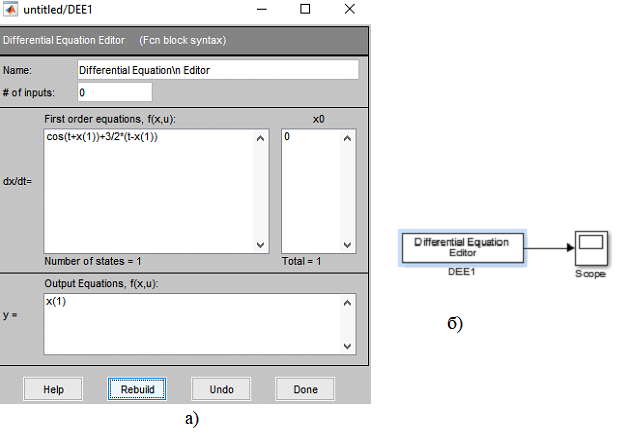 untitled/DEE1
Differential Equation Editor (Fcn block syntax)
Name: Differential Equation\n Editor
# of inputs: 0
First order equations, f(x,u): x0
cos(t+x(1))+3/2*(t-x(1)) 0
dx/dt=
Number of states = 1 Total = 1
Output Equations, f(x,u):
x(1)
y =
Help Rebuild Undo Done
а)
Differential Equation
Editor
DEE1
Scope
б)